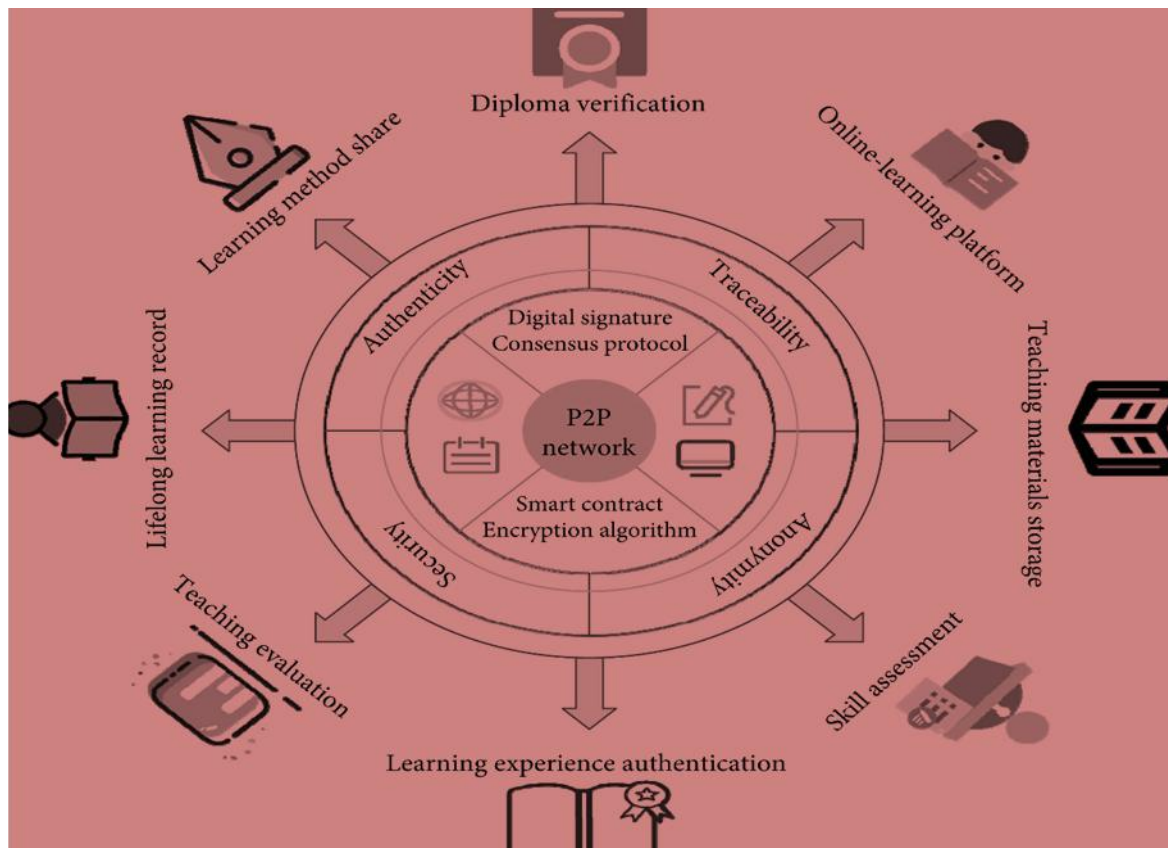 Diploma verification
Learning method share
Online-learning platform
Authenticity
Traceability
Digital signature
Consensus protocol
Lifelong learning record
P2P
network
Teaching materials storage
Smart contract
Encryption algorithm
Security
Anonymity
Teaching evaluation
Skill assessment
Learning experience authentication